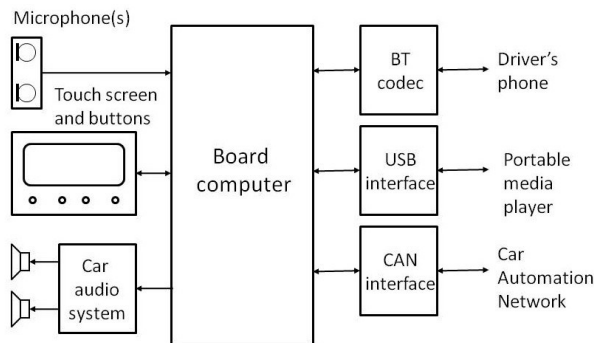 Microphone(s)
Touch screen
and buttons
Car
audio
system
Board
computer
BT
codec
Driver's
phone
USB
interface
Portable
media
player
CAN
interface
Car
Automation
Network